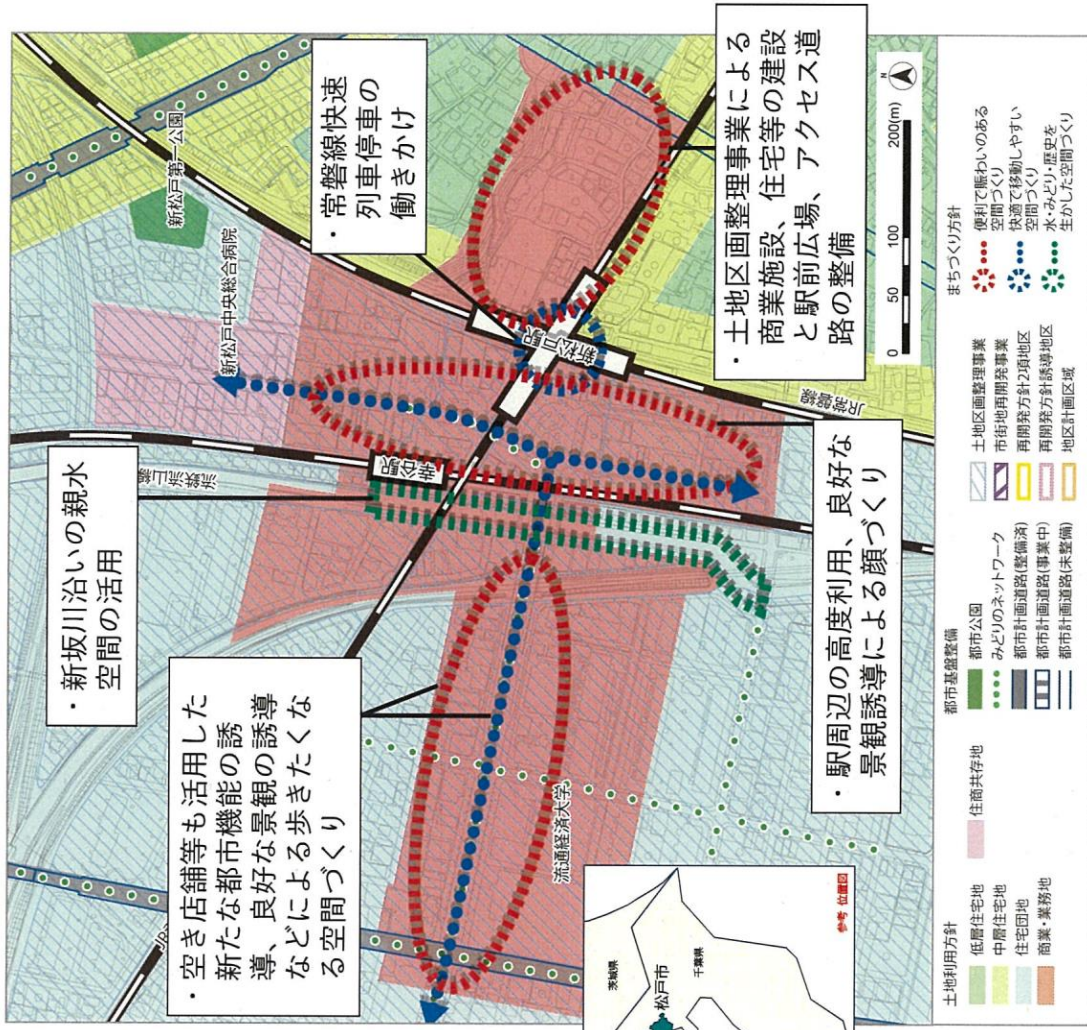 ・新坂川沿いの親水
空間の活用
・空き店舗等も活用した
新たな都市機能の誘
導、良好な景観の誘導
などによる歩きたくな
る空間づくり
常磐線快速
列車停車の
働きかけ
・土地区画整理事業による
商業施設、住宅等の建設
と駅前広場、アクセス道
路の整備
・駅周辺の高度利用、良好な
景観誘導による顔づくり
新松戸第一公園
新松戸中央総合病院
流鉄流山線
幸谷駅
新松戸駅
JR常磐線
流通経済大学
参考 位置図
茨城県
松戸市
千葉県
0 50 100 200(m)
N
土地利用方針
低層住宅地
中層住宅地
住宅団地
商業・業務地
住商共存地
都市基盤整備
都市公園
みどりのネットワーク
都市計画道路(整備済)
都市計画道路(事業中)
都市計画道路(未整備)
土地区画整理事業
市街地再開発事業
再開発方針2項地区
再開発方針誘導地区
地区計画区域
まちづくり方針
便利で賑わいのある
空間づくり
快適で移動しやすい
空間づくり
水・みどり・歴史を
生かした空間づくり